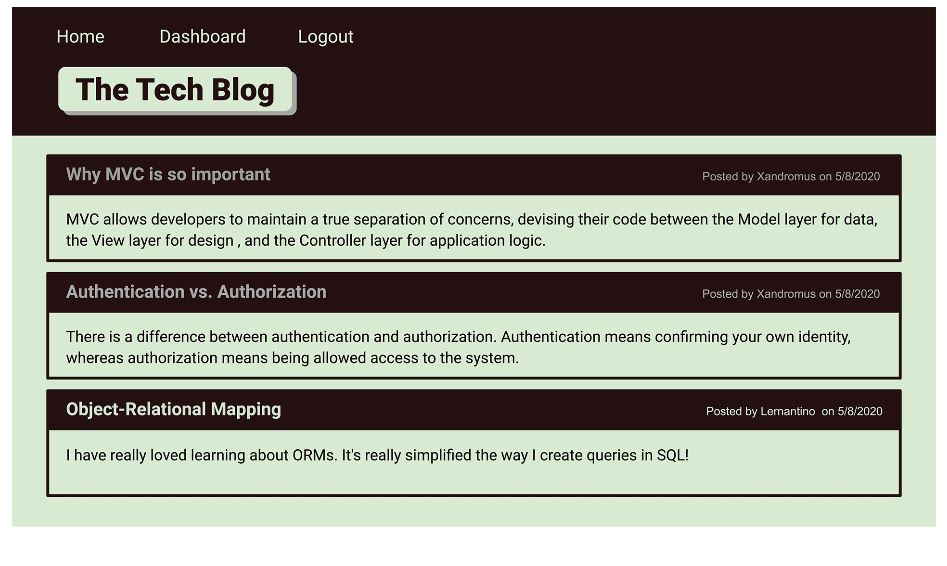 Home Dashboard Logout
The Tech Blog
Why MVC is so important Posted by Xandromus on 5/8/2020
MVC allows developers to maintain a true separation of concerns, devising their code between the Model layer for data,
the View layer for design , and the Controller layer for application logic.
Authentication vs. Authorization Posted by Xandromus on 5/8/2020
There is a difference between authentication and authorization. Authentication means confirming your own identity,
whereas authorization means being allowed access to the system.
Object-Relational Mapping Posted by Lernantino on 5/8/2020
I have really loved learning about ORMs. It's really simplified the way I create queries in SQL!